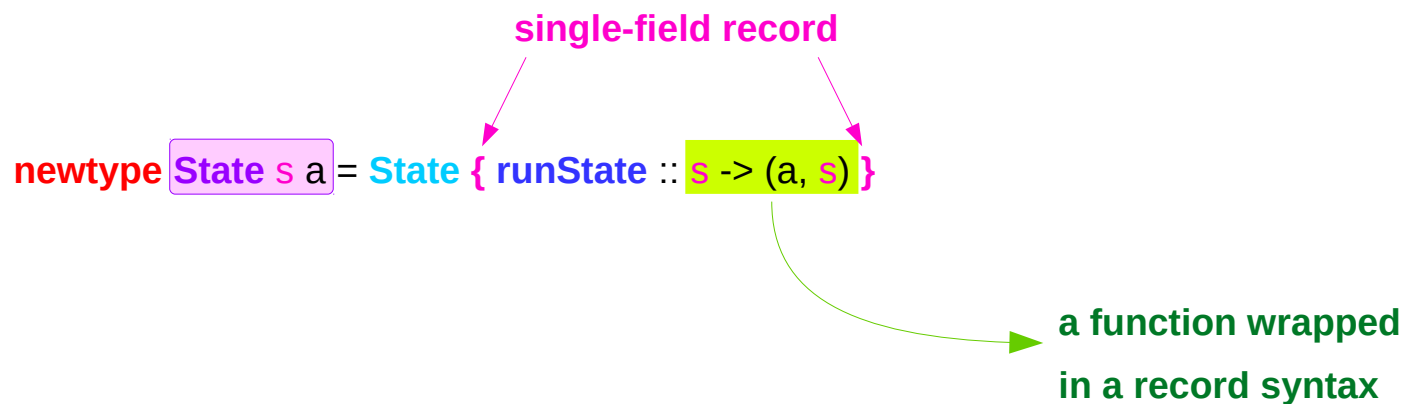 single-field record
newtype State s a = State { runState :: s -> (a, s) }
a function wrapped
in a record syntax